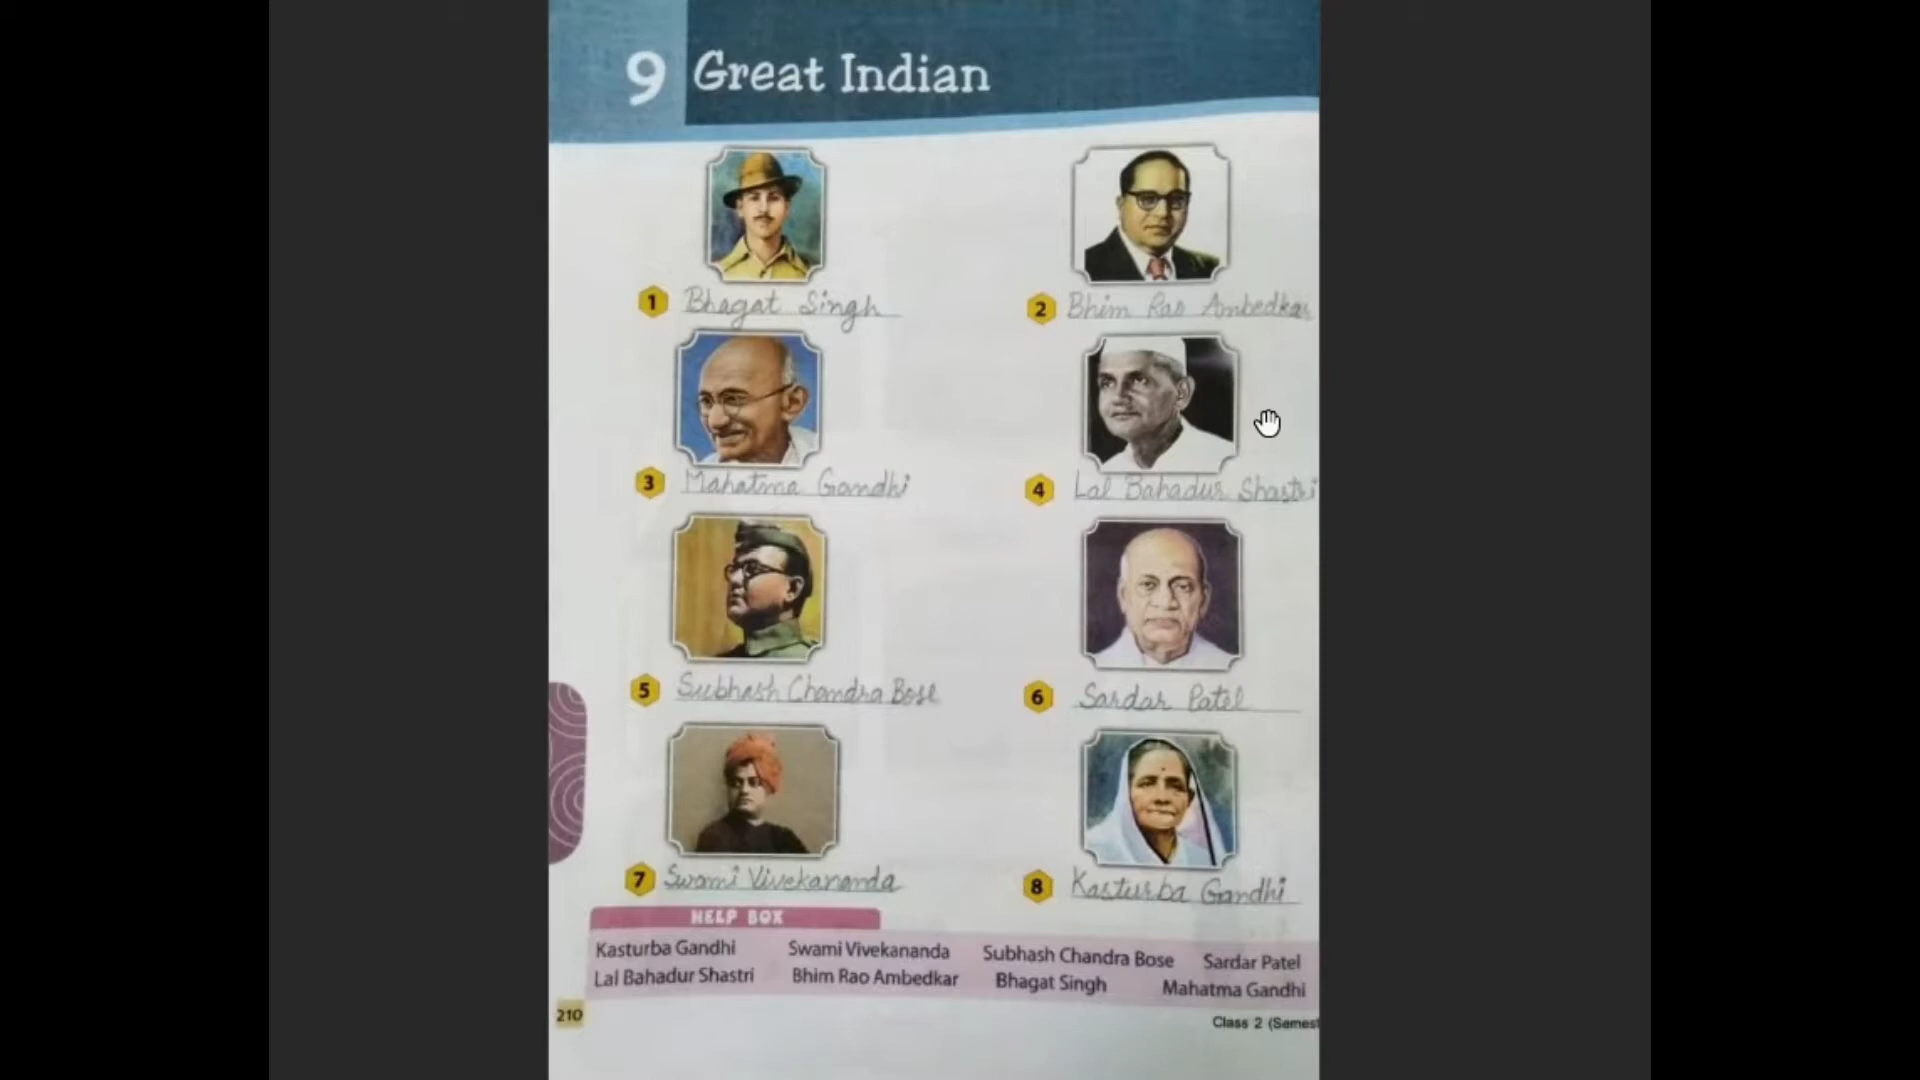 9 Great Indian
1 Bhagat Singh
2 Bhim Rao Ambedkar
3 Mahatma Gandhi
4 Lal Bahadur Shastri
5 Subhash Chandra Bose
6 Sardar Patel
7 Swami Vivekananda
8 Kasturba Gandhi
HELP BOX
Kasturba Gandhi Swami Vivekananda Subhash Chandra Bose Sardar Patel
Lal Bahadur Shastri Bhim Rao Ambedkar Bhagat Singh Mahatma Gandhi
210
Class 2 (Semest